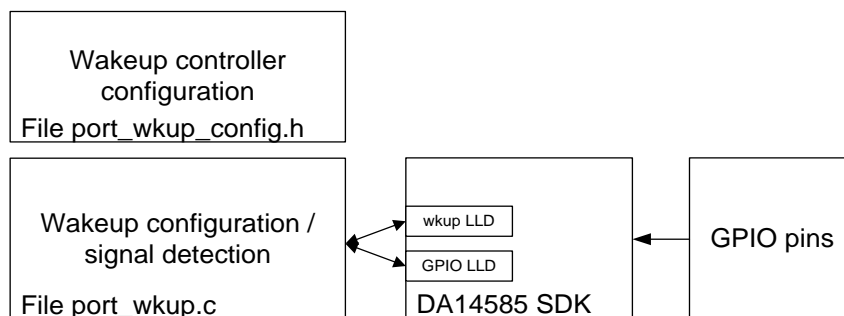 Wakeup controller
configuration
File port_wkup_config.h
Wakeup configuration /
signal detection
File port_wkup.c
wkup LLD
GPIO LLD
DA14585 SDK
GPIO pins